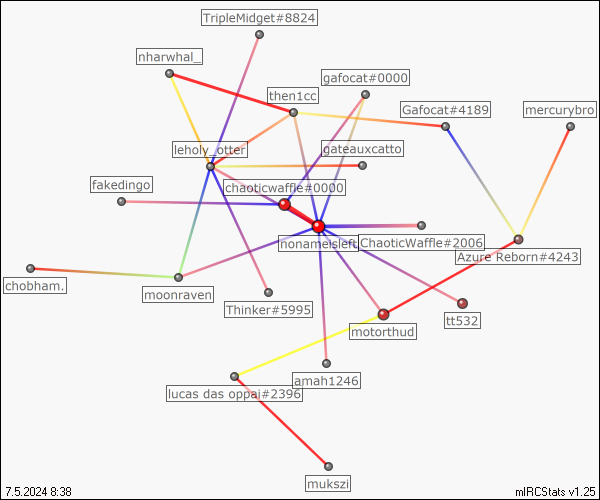 TripleMidget#8824
nharwhal_
gafocat#0000
then1cc
Gafocat#4189
mercurybro
leholy_otter
gateauxcatto
fakedingo
chaoticwaffle#0000
nonameisleft
ChaoticWaffle#2006
Azure Reborn#4243
chobham.
moonraven
Thinker#5995
tt532
motorthud
amah1246
lucas das oppai#2396
mukszi
7.5.2024 8:38
mIRCStats v1.25